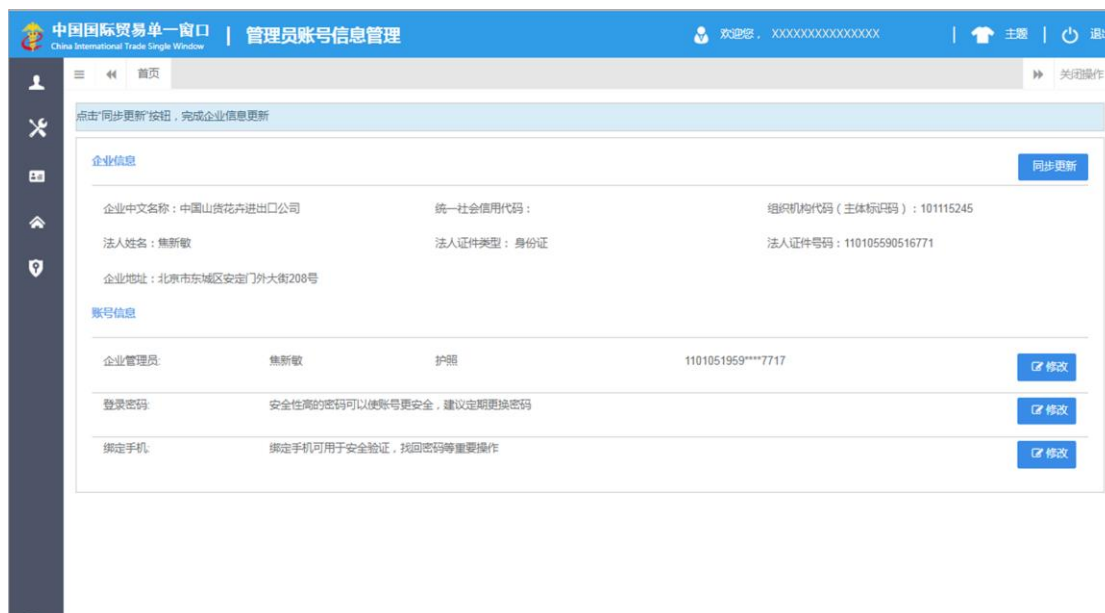 中国国际贸易单一窗口 | 管理员账号信息管理 欢迎您，XXXXXXXXXXXXXXX | 主题 | 退出
China International Trade Single Window
首页 关闭操作
点击"同步更新"按钮，完成企业信息更新
企业信息 同步更新
企业中文名称：中国山货花卉进出口公司 统一社会信用代码： 组织机构代码（主体标识码）：101115245
法人姓名：焦新敏 法人证件类型： 身份证 法人证件号码：110105590516771
企业地址：北京市东城区安定门外大街208号
账号信息
企业管理员: 焦新敏 护照 1101051959****7717 修改
登录密码: 安全性高的密码可以使账号更安全，建议定期更换密码 修改
绑定手机: 绑定手机可用于安全验证，找回密码等重要操作 修改